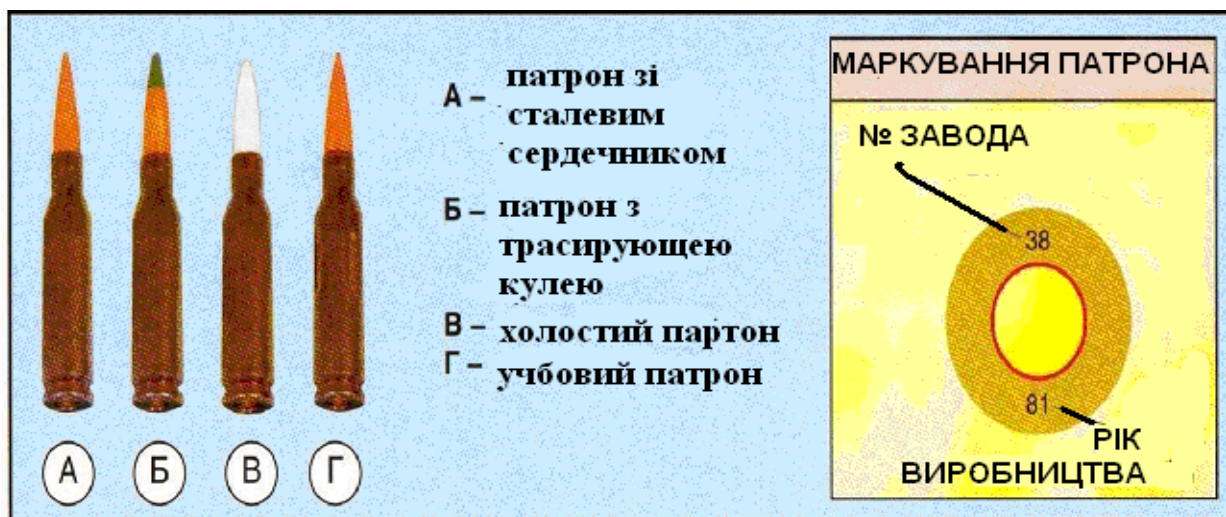 А – патрон зі
сталевим
сердечником
Б – патрон з
трасирующею
кулею
В – холостий партон
Г – учбовий патрон
А
Б
В
Г
МАРКУВАННЯ ПАТРОНА
№ ЗАВОДА
38
81
РІК
ВИРОБНИЦТВА